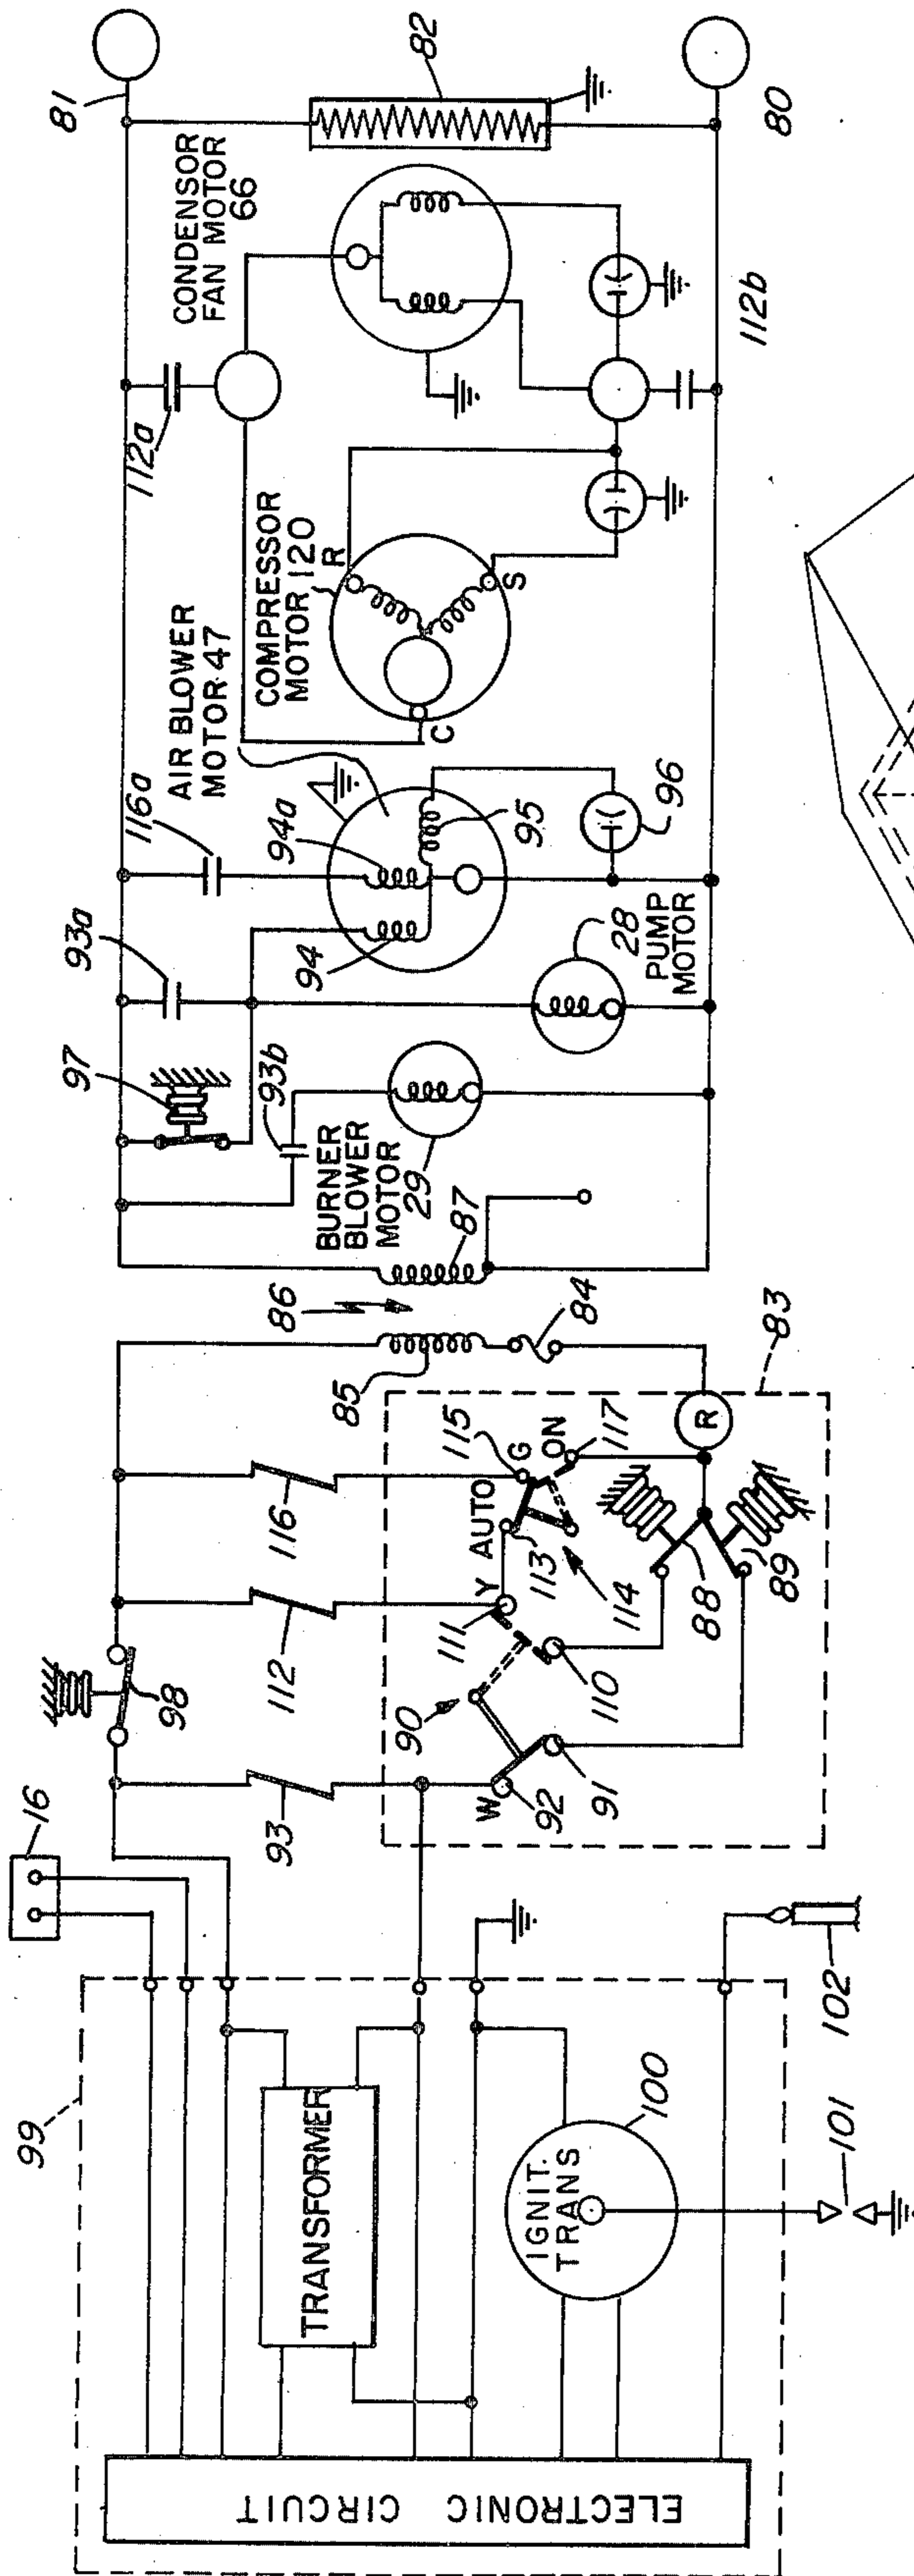 81
82
CONDENSOR
FAN MOTOR
66
112a
80
112b
COMPRESSOR
MOTOR 120
R
S
C
AIR BLOWER
MOTOR 47
116a
94a
95
96
93a
94
28
PUMP
MOTOR
97
93b
BURNER
BLOWER
MOTOR
29
87
86
85
84
83
R
115
G
ON
117
116
AUTO
113
114
Y
111
112
110
88
89
98
90
W
92
91
93
16
99
TRANSFORMER
IGNIT.
TRANS
100
101
102
ELECTRONIC
CIRCUIT